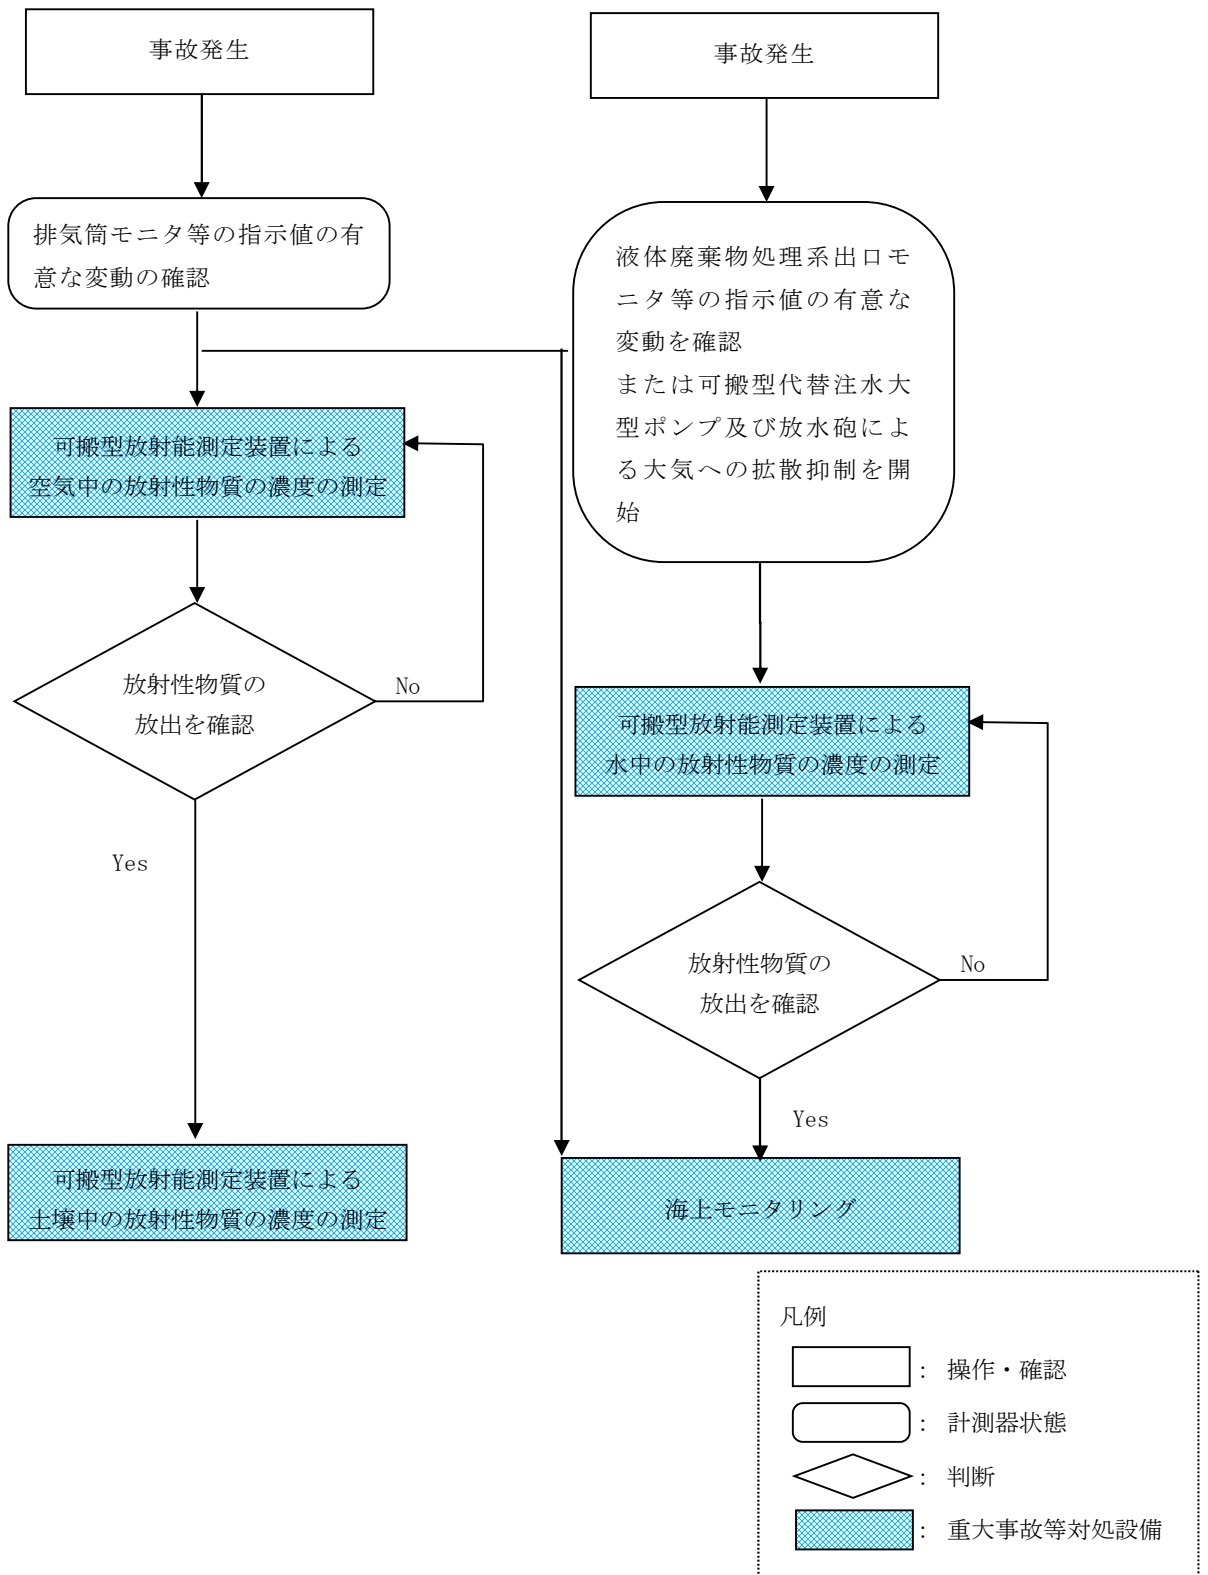 事故発生
排気筒モニタ等の指示値の有
意な変動の確認
可搬型放射能測定装置による
空気中の放射性物質の濃度の測定
放射性物質の
放出を確認
No
Yes
可搬型放射能測定装置による
土壌中の放射性物質の濃度の測定
事故発生
液体廃棄物処理系出口モ
ニタ等の指示値の有意な
変動を確認
または可搬型代替注水大
型ポンプ及び放水砲によ
る大気への拡散抑制を開
始
可搬型放射能測定装置による
水中の放射性物質の濃度の測定
放射性物質の
放出を確認
No
Yes
海上モニタリング
凡例
： 操作・確認
： 計測器状態
： 判断
： 重大事故等対処設備